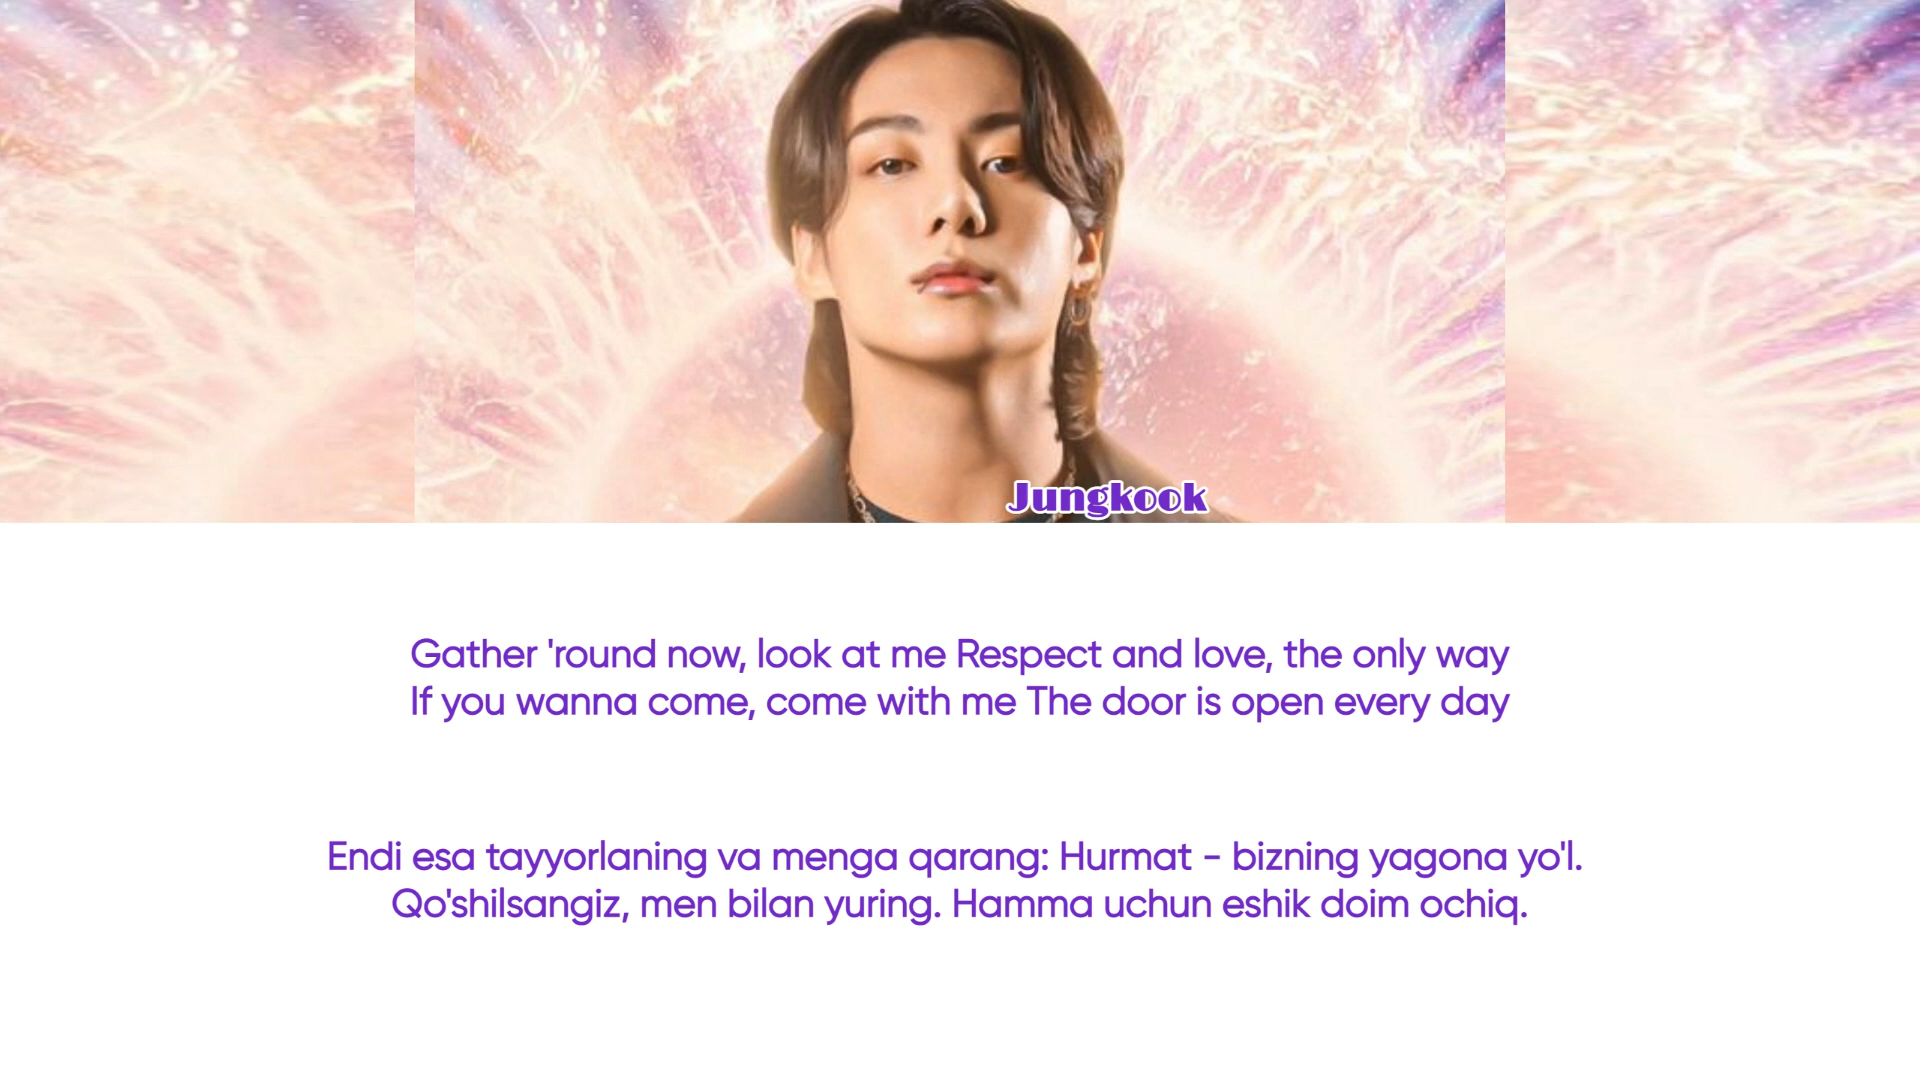 Jungkook
Gather 'round now, look at me Respect and love, the only way
If you wanna come, come with me The door is open every day
Endi esa tayyorlaning va menga qarang: Hurmat - bizning yagona yo'l.
Qo'shilsangiz, men bilan yuring. Hamma uchun eshik doim ochiq.